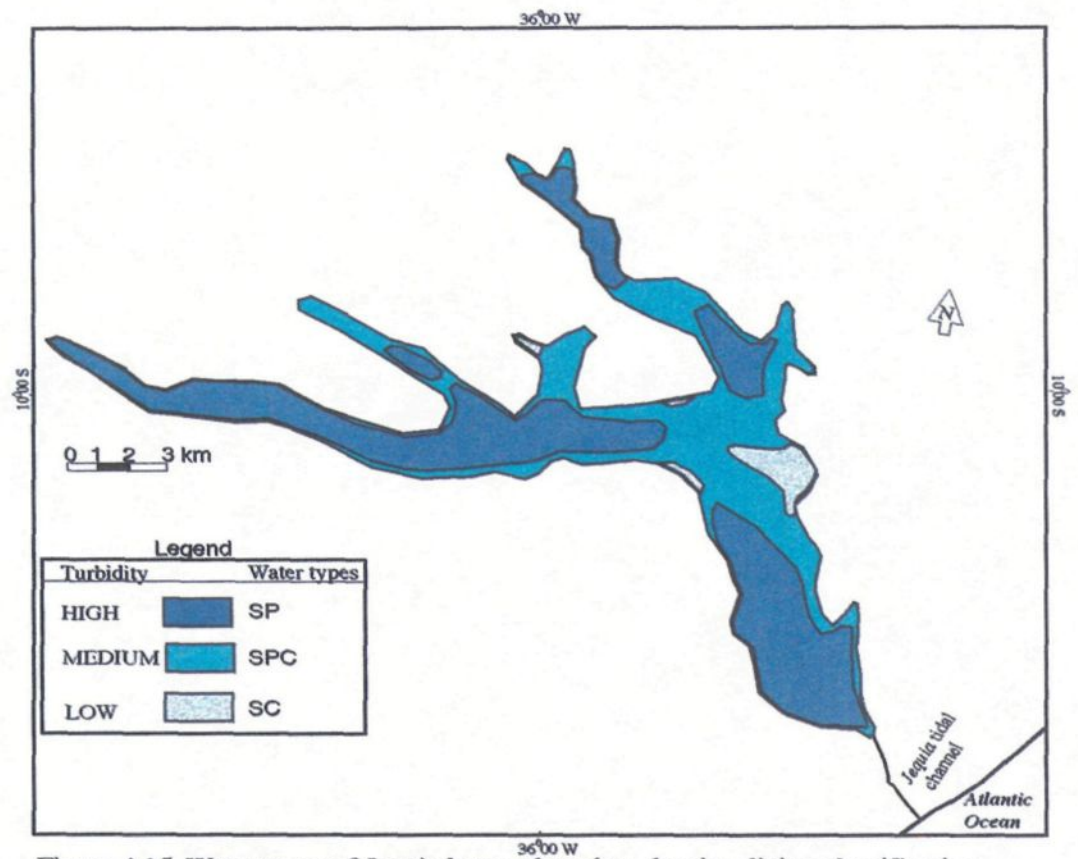 36°00 W
N
10°00 S
10°00 S
0 1 2 3 km
Legend
Turbidity Water types
HIGH SP
MEDIUM SPC
LOW SC
Jequia tidal
channel
Atlantic
Ocean
36°00 W